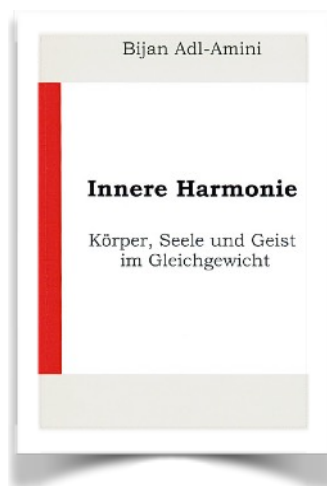 Bijan Adl-Amini
Innere Harmonie
Körper, Seele und Geist
im Gleichgewicht